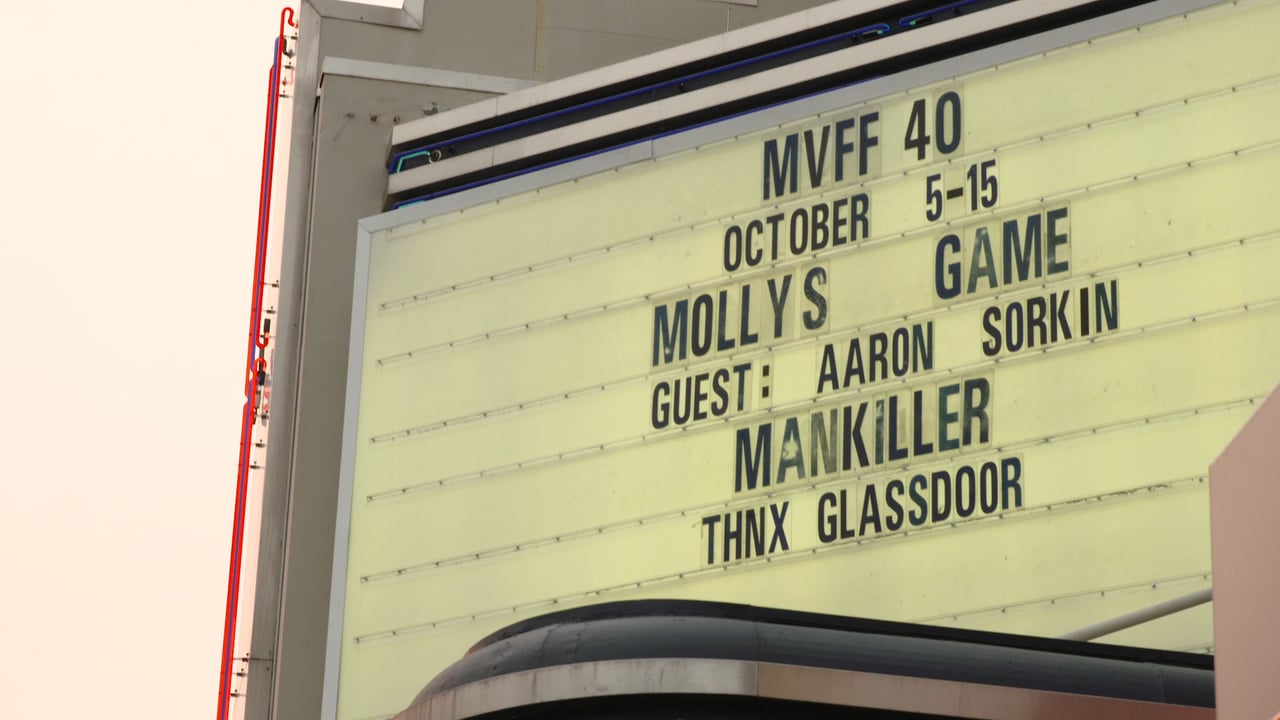 MVFF 40
OCTOBER 5-15
MOLLYS GAME
GUEST: AARON SORKIN
MANKILLER
THNX GLASSDOOR